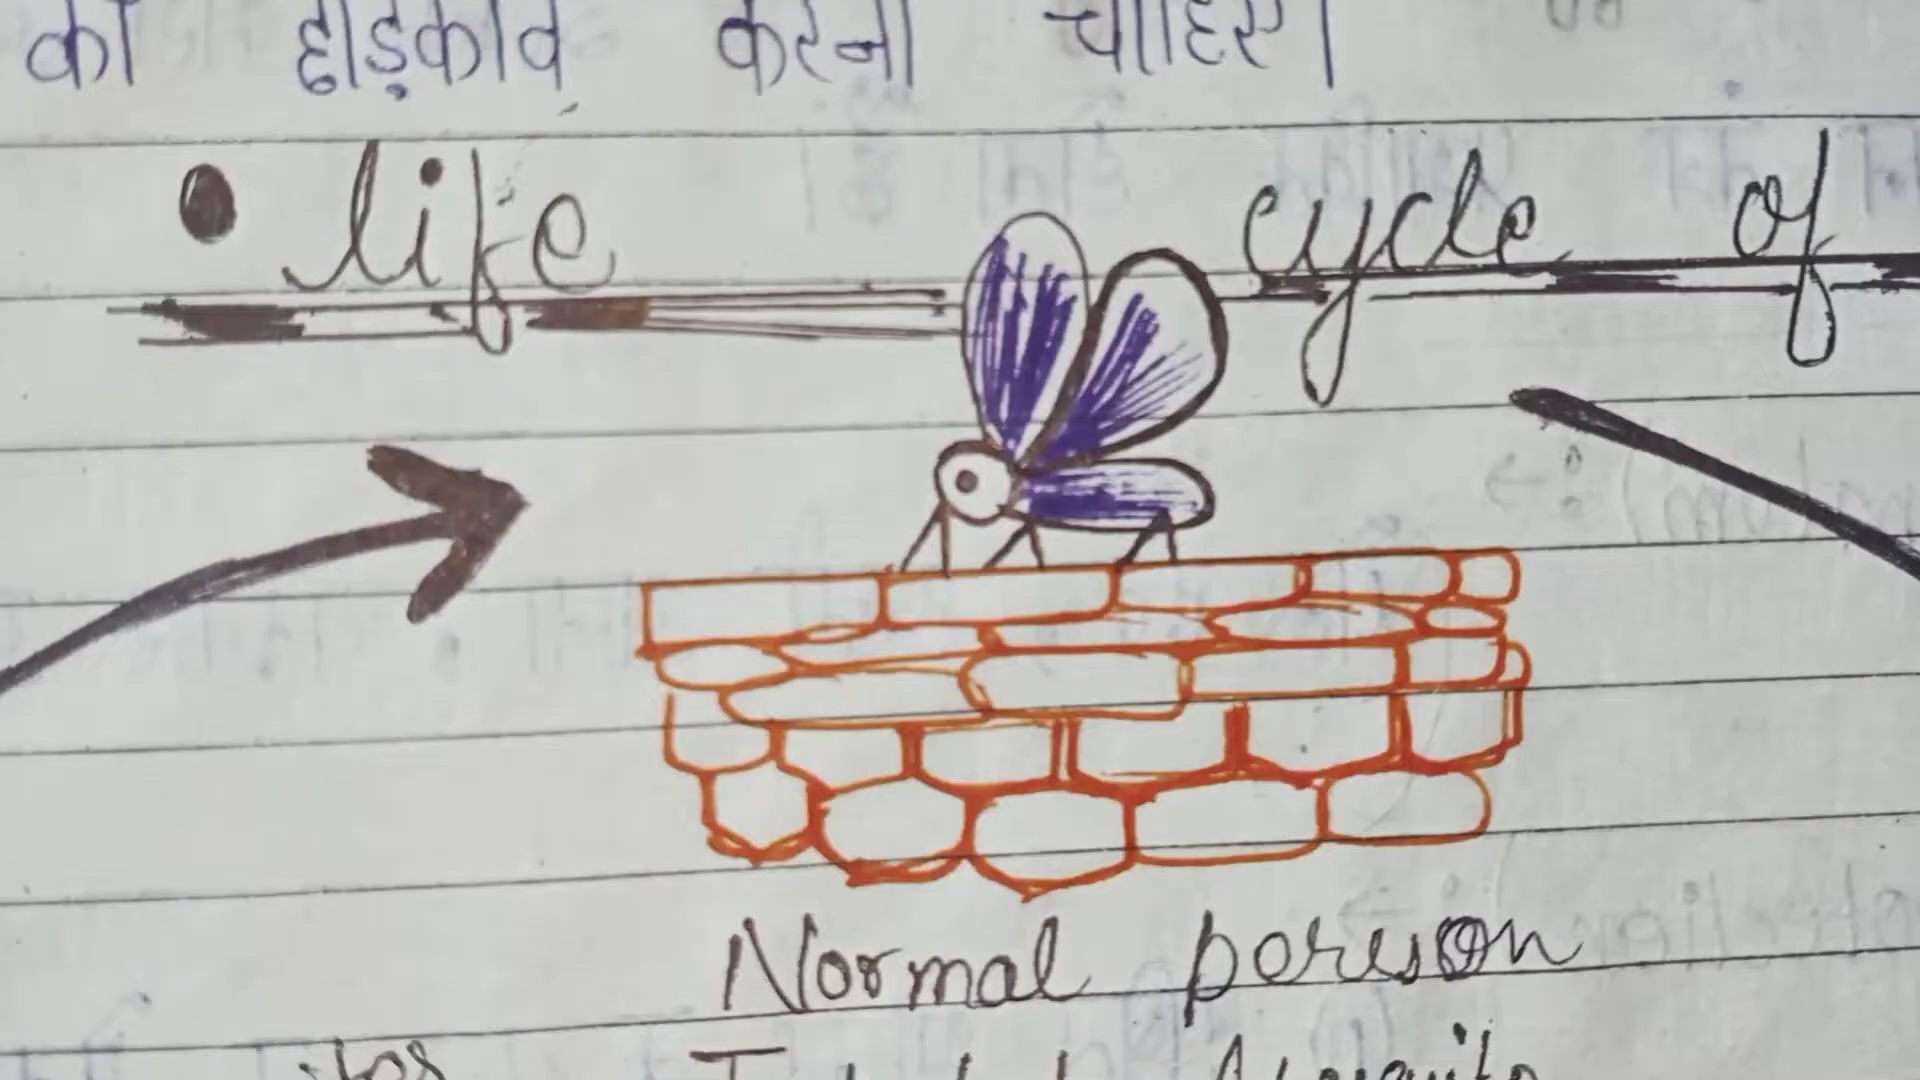 का छिड़काव करना चाहिए।
life cycle of
Normal person